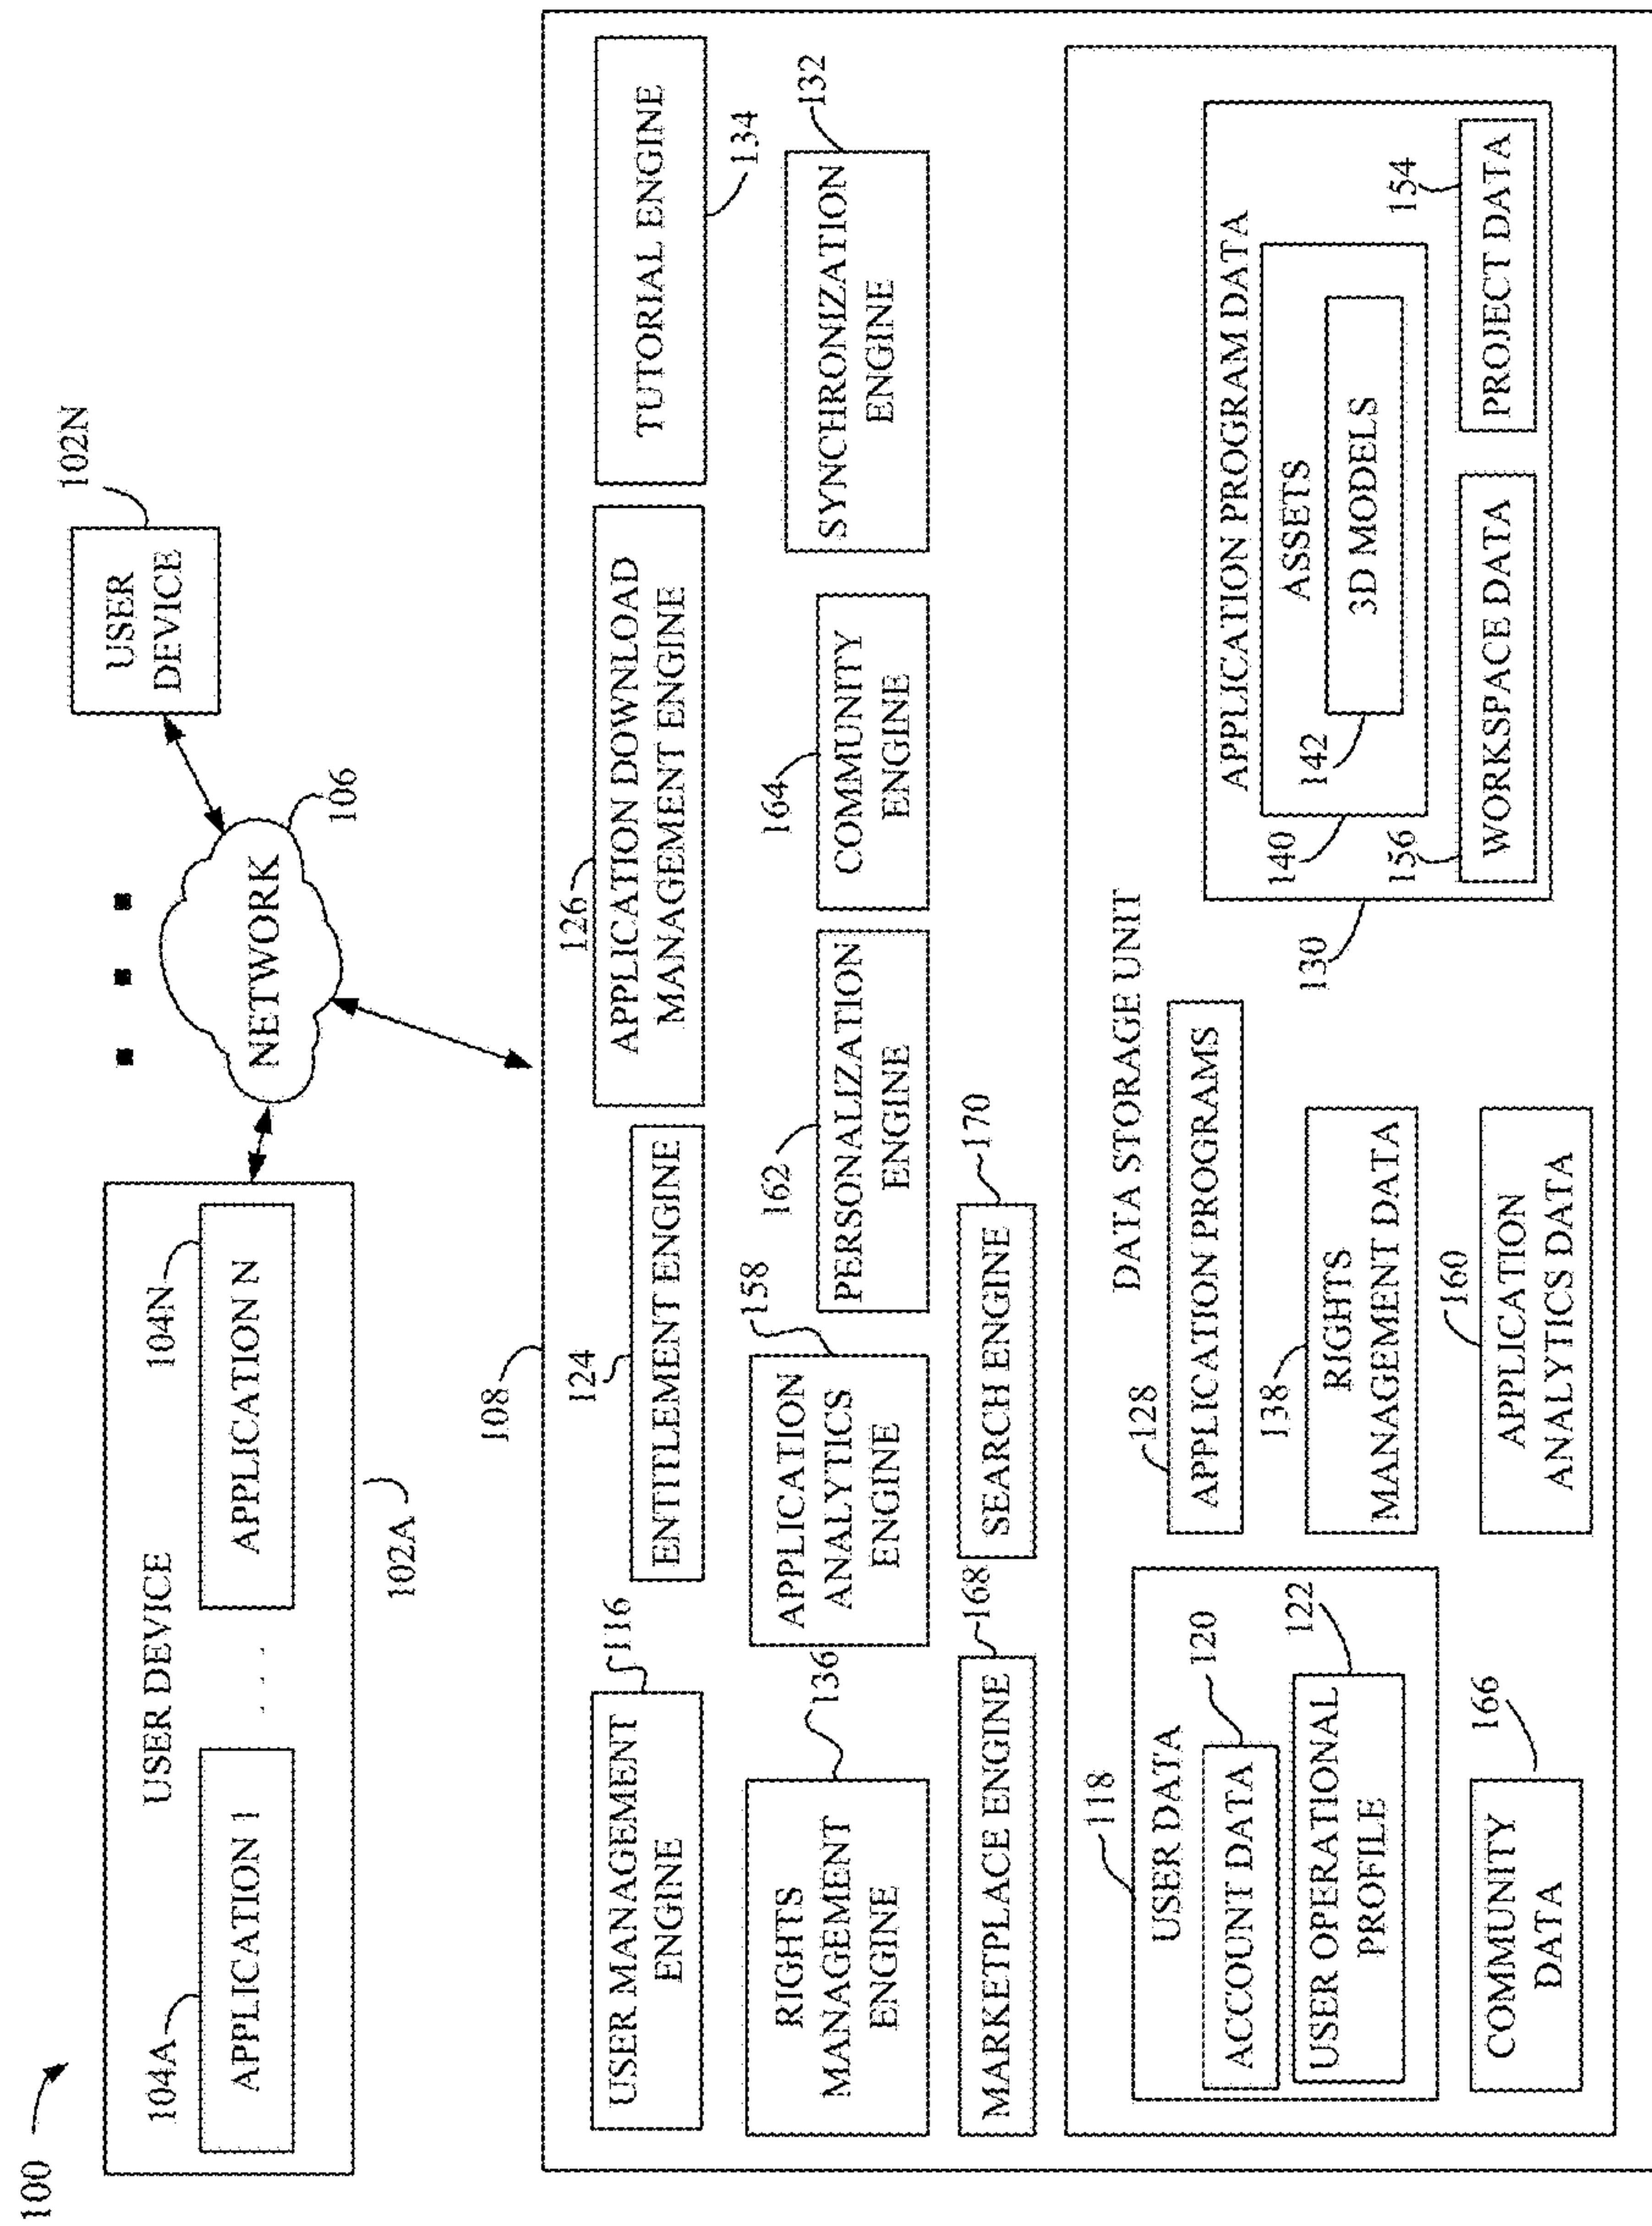 100
USER DEVICE
104A
APPLICATION 1
. . .
104N
APPLICATION N
102A
NETWORK
106
USER
DEVICE
102N
108
USER MANAGEMENT
ENGINE
116
124
ENTITLEMENT ENGINE
126
APPLICATION DOWNLOAD
MANAGEMENT ENGINE
TUTORIAL ENGINE
134
RIGHTS
MANAGEMENT
ENGINE
136
APPLICATION
ANALYTICS
ENGINE
158
162
PERSONALIZATION
ENGINE
164
COMMUNITY
ENGINE
SYNCHRONIZATION
ENGINE
132
MARKETPLACE ENGINE
168
SEARCH ENGINE
170
DATA STORAGE UNIT
118
USER DATA
ACCOUNT DATA
120
USER OPERATIONAL
PROFILE
122
COMMUNITY
DATA
166
128
APPLICATION PROGRAMS
138
RIGHTS
MANAGEMENT DATA
160
APPLICATION
ANALYTICS DATA
130
APPLICATION PROGRAM DATA
140
ASSETS
142
3D MODELS
156
WORKSPACE DATA
154
PROJECT DATA